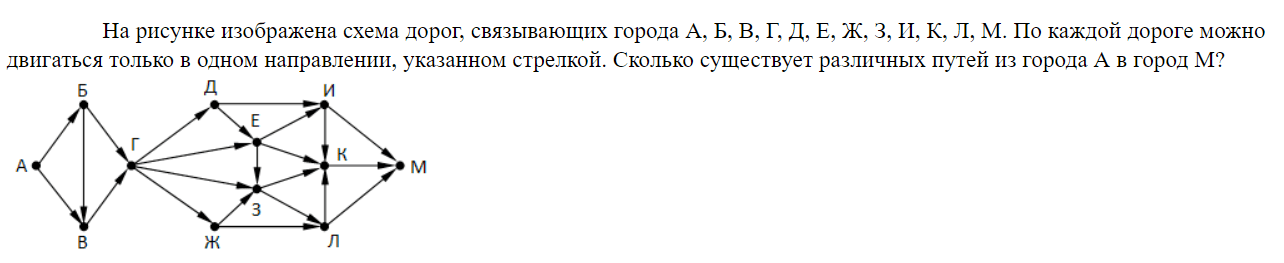 На рисунке изображена схема дорог, связывающих города А, Б, В, Г, Д, Е, Ж, З, И, К, Л, М. По каждой дороге можно
двигаться только в одном направлении, указанном стрелкой. Сколько существует различных путей из города А в город М?
Б
Д
И
Е
Г
К
А
М
З
В
Ж
Л